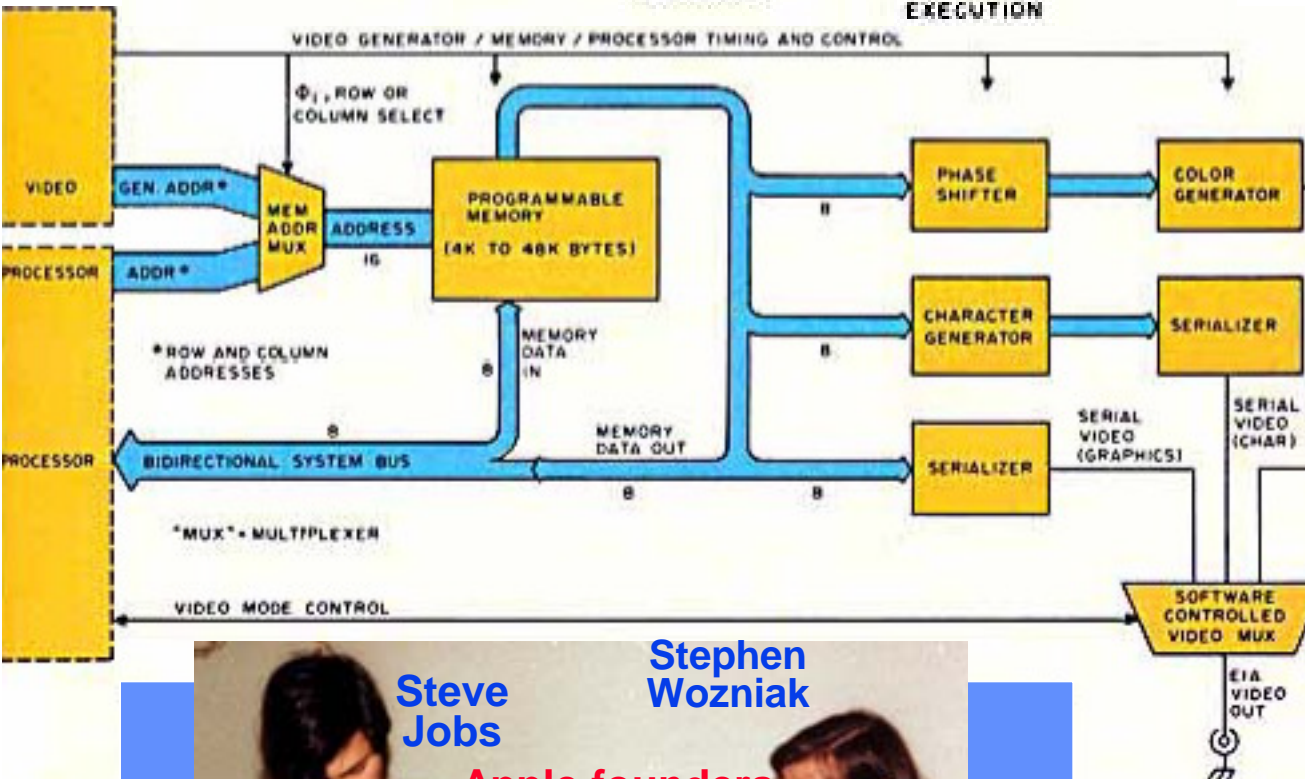 EXECUTION
VIDEO GENERATOR / MEMORY / PROCESSOR TIMING AND CONTROL
Φ₁, ROW OR
COLUMN SELECT
VIDEO
GEN. ADDR*
MEM
ADDR
MUX
ADDRESS
16
PROGRAMMABLE
MEMORY
(4K TO 48K BYTES)
PHASE
SHIFTER
COLOR
GENERATOR
8
PROCESSOR
ADDR*
CHARACTER
GENERATOR
SERIALIZER
8
*ROW AND COLUMN
ADDRESSES
8
MEMORY
DATA
IN
SERIAL
VIDEO
(GRAPHICS)
SERIAL
VIDEO
(CHAR)
PROCESSOR
8
BIDIRECTIONAL SYSTEM BUS
MEMORY
DATA OUT
8
8
SERIALIZER
"MUX"= MULTIPLEXER
VIDEO MODE CONTROL
SOFTWARE
CONTROLLED
VIDEO MUX
EIA
VIDEO
OUT
Steve
Jobs
Stephen
Wozniak
Apple founders